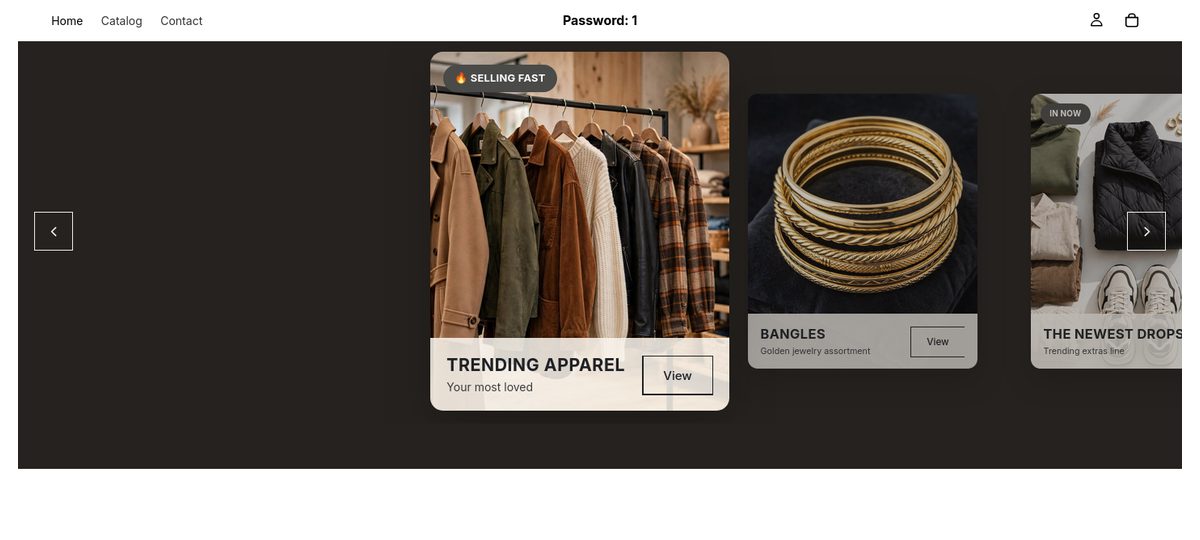 Home Catalog Contact
Password: 1
🔥 SELLING FAST
TRENDING APPAREL
Your most loved
View
BANGLES
Golden jewelry assortment
View
IN NOW
THE NEWEST DROPS
Trending extras line